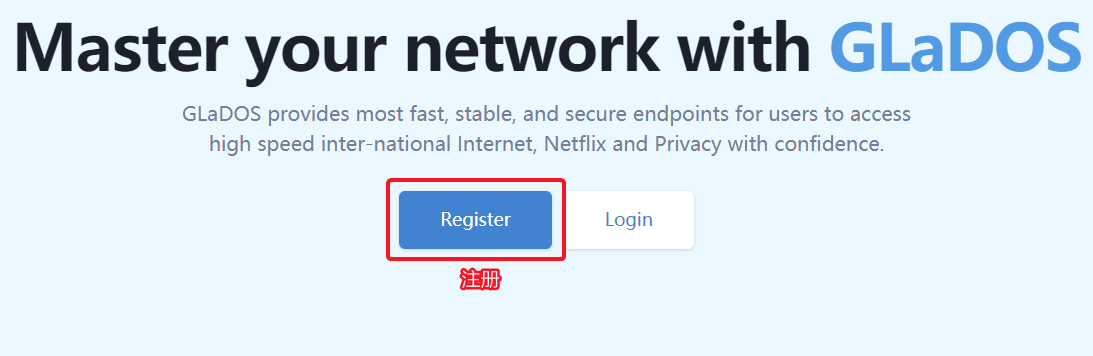 Master your network with GLaDOS
GLaDOS provides most fast, stable, and secure endpoints for users to access
high speed inter-national Internet, Netflix and Privacy with confidence.
Register Login
注册